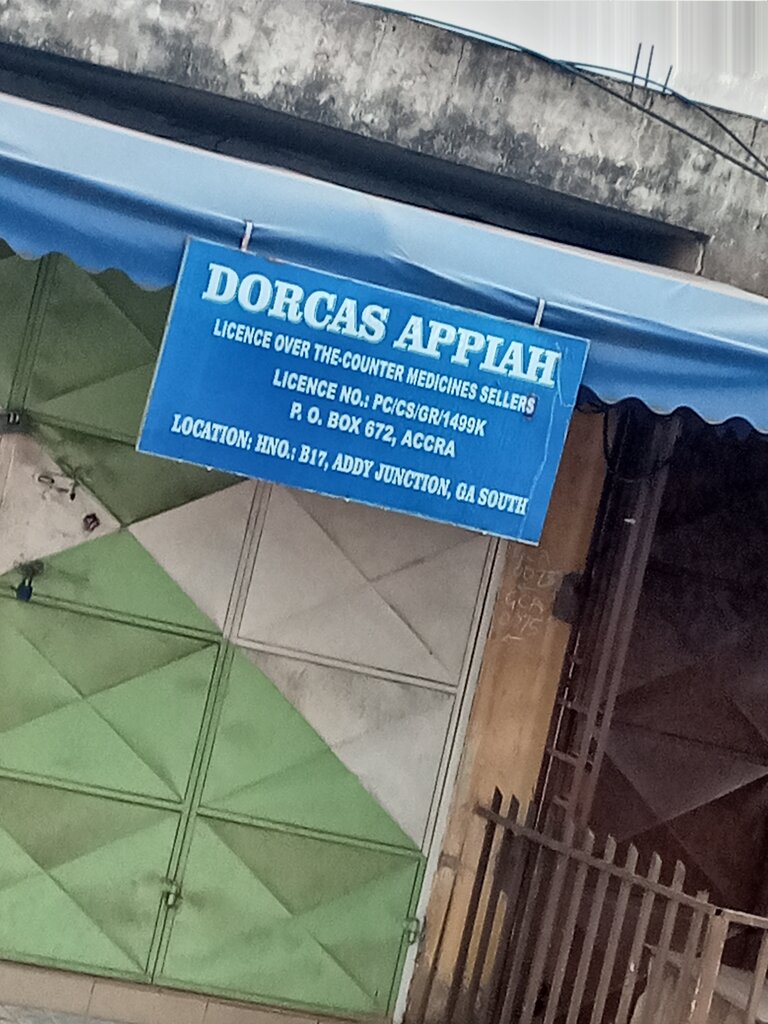 DORCAS APPIAH
LICENCE OVER THE-COUNTER MEDICINES SELLERS
LICENCE NO.: PC/CS/GR/1499K
P. O. BOX 672, ACCRA
LOCATION: HNO.: B17, ADDY JUNCTION, GA SOUTH